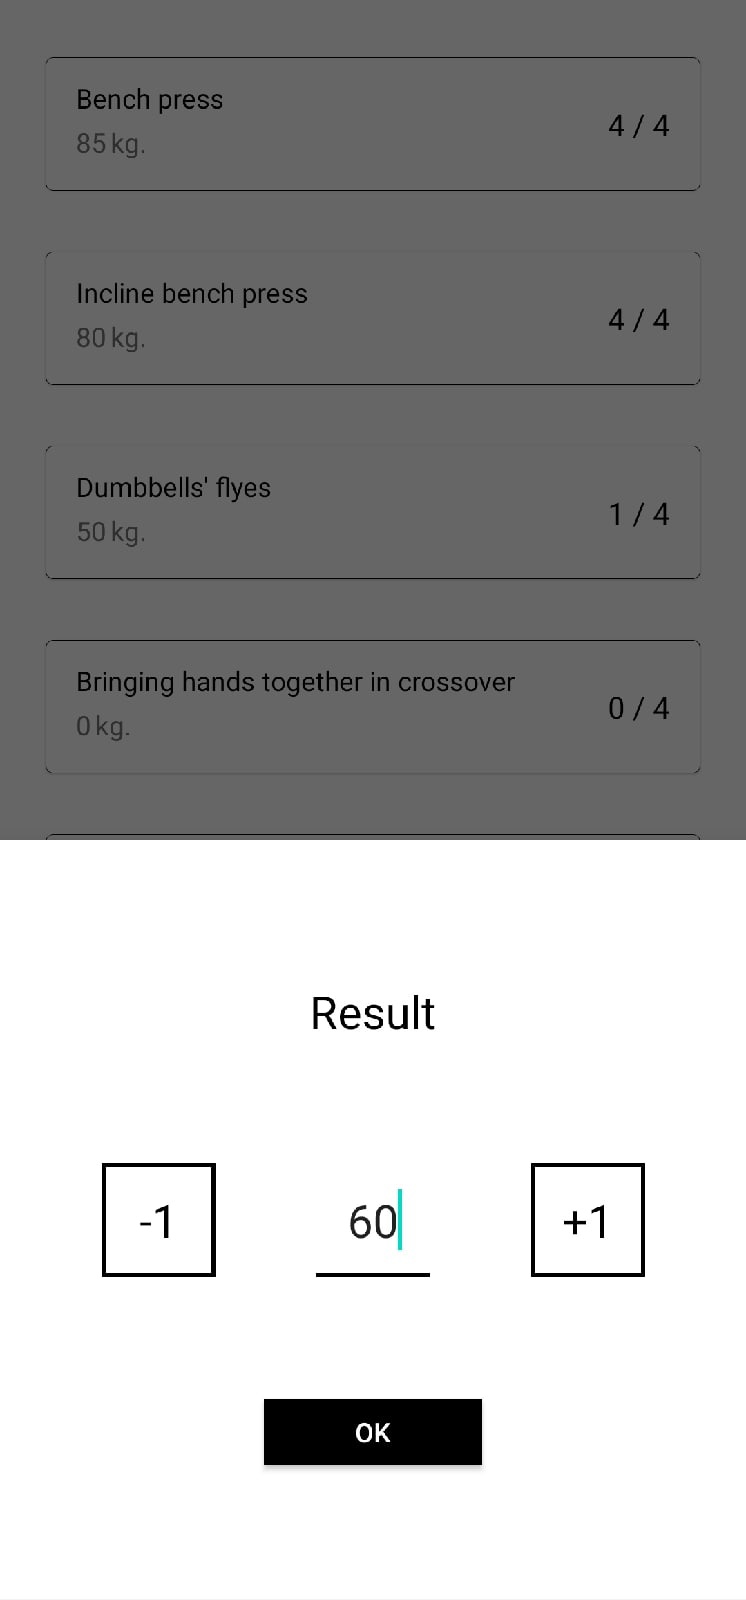 Bench press
85 kg.
4 / 4
Incline bench press
80 kg.
4 / 4
Dumbbells' flyes
50 kg.
1 / 4
Bringing hands together in crossover
0 kg.
0 / 4
Result
-1
60
+1
OK